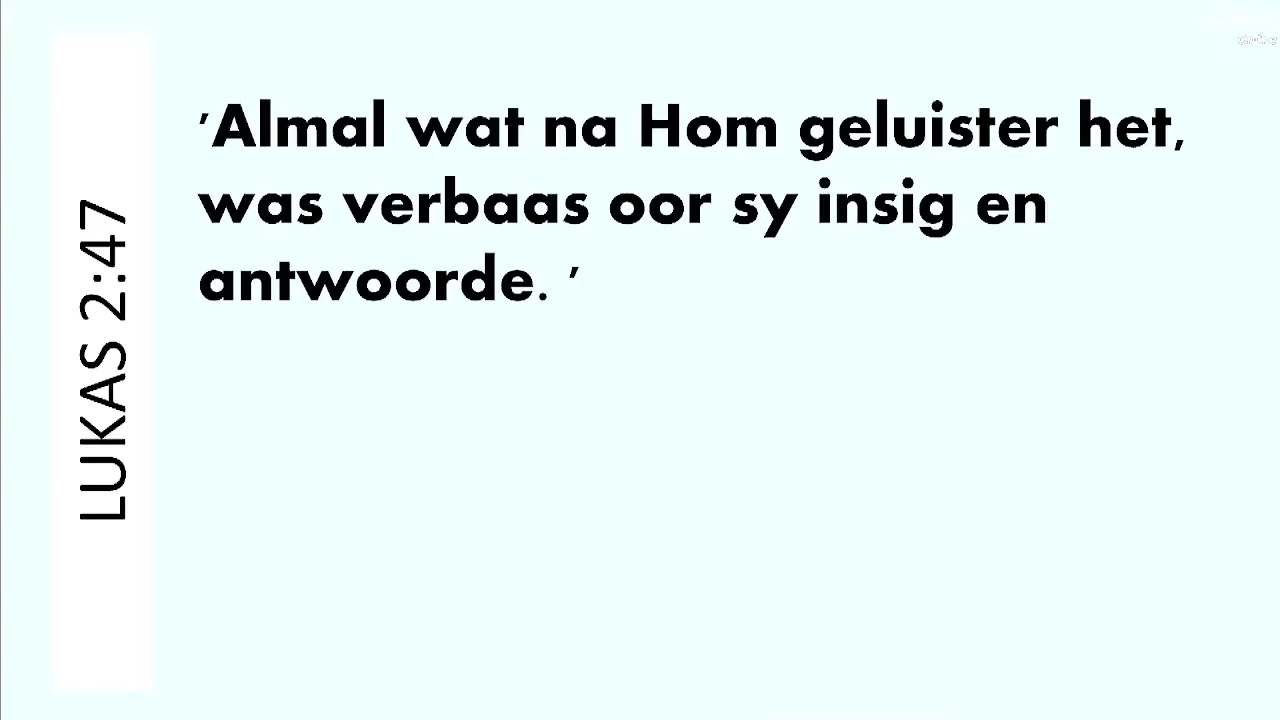 LUKAS 2:47
'Almal wat na Hom geluister het,
was verbaas oor sy insig en
antwoorde. '